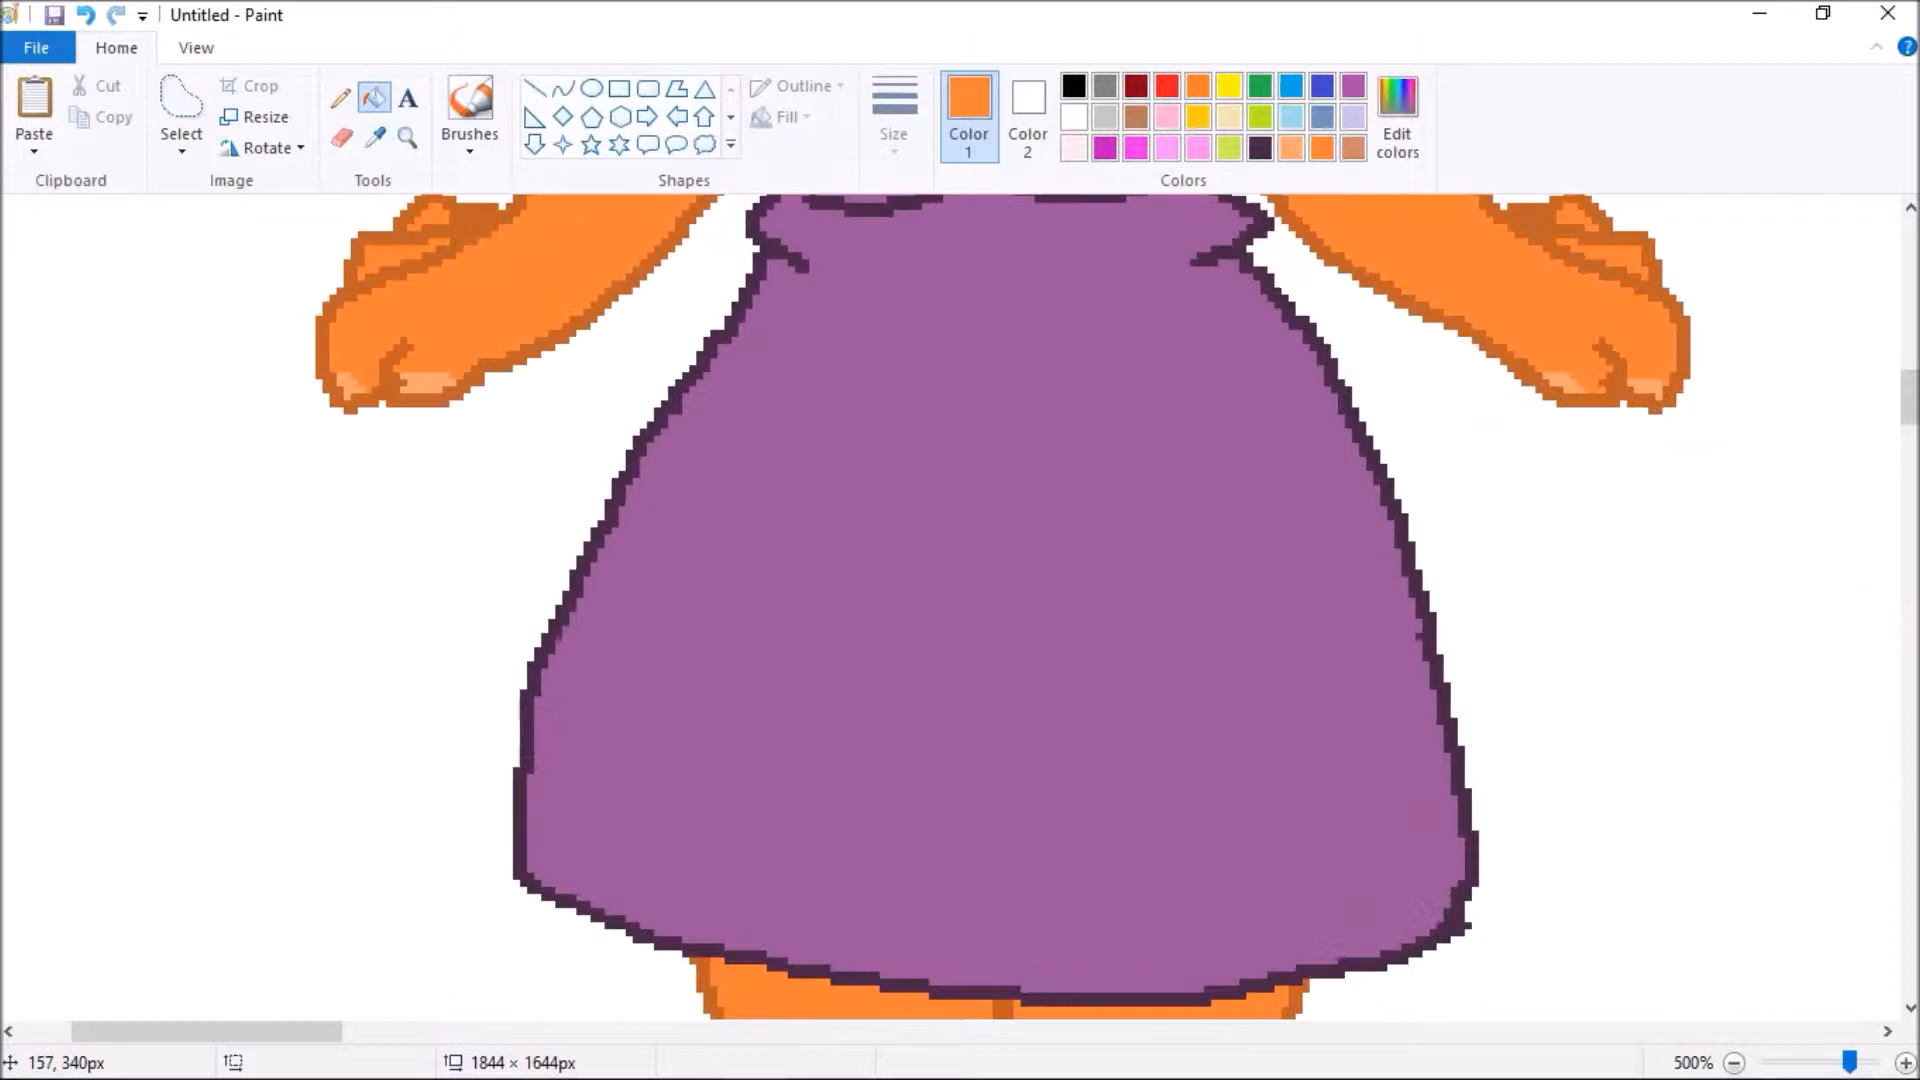 Untitled - Paint
File Home View
Paste
Cut
Copy
Clipboard
Select
Crop
Resize
Rotate
Image
A
Tools
Brushes
Outline
Fill
Shapes
Size
Color 1
Color 2
Edit colors
Colors
157, 340px
1844 × 1644px
500%